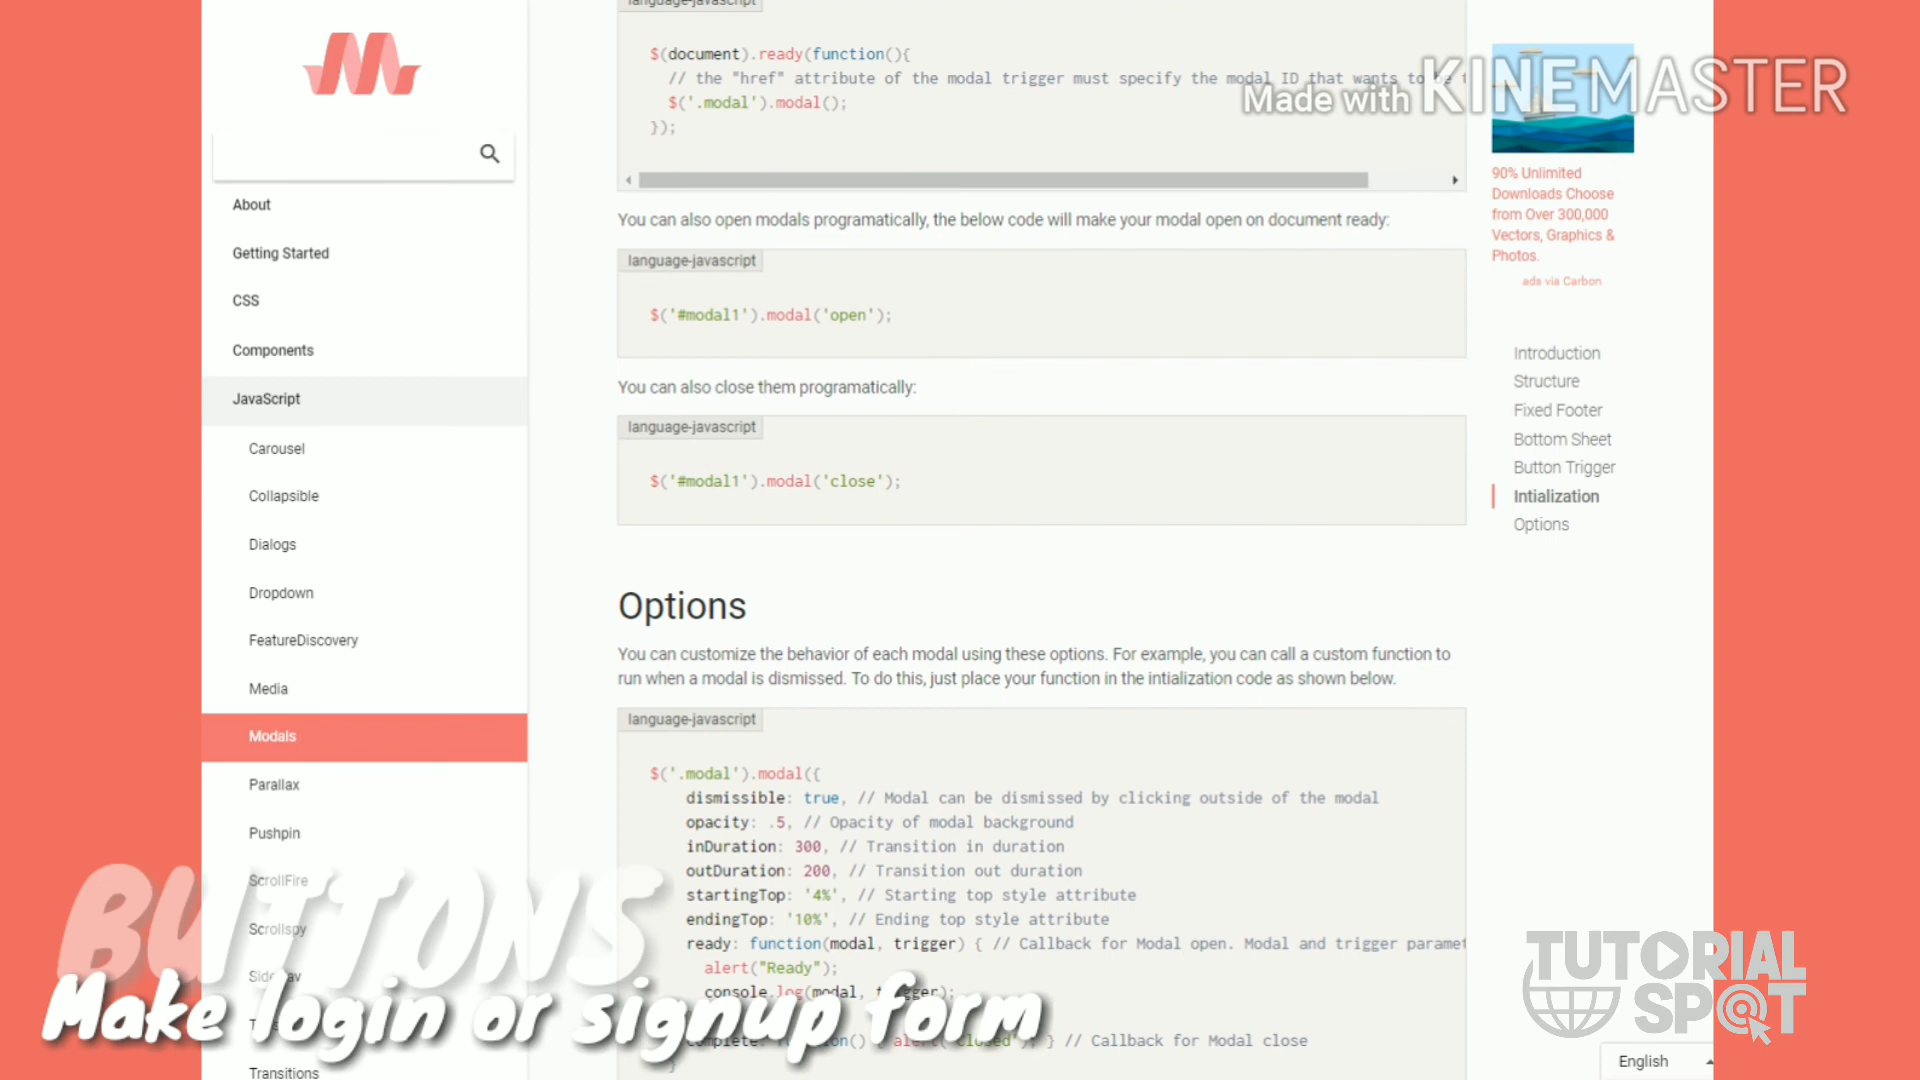 About
Getting Started
CSS
Components
JavaScript
Carousel
Collapsible
Dialogs
Dropdown
FeatureDiscovery
Media
Modals
Parallax
Pushpin
ScrollFire
Scrollspy
Transitions
language-javascript
$(document).ready(function(){
// the "href" attribute of the modal trigger must specify the modal ID that wants to be t
$('.modal').modal();
});
You can also open modals programatically, the below code will make your modal open on document ready:
language-javascript
$('#modal1').modal('open');
You can also close them programatically:
language-javascript
$('#modal1').modal('close');
Options
You can customize the behavior of each modal using these options. For example, you can call a custom function to
run when a modal is dismissed. To do this, just place your function in the intialization code as shown below.
language-javascript
$('.modal').modal({
dismissible: true, // Modal can be dismissed by clicking outside of the modal
opacity: .5, // Opacity of modal background
inDuration: 300, // Transition in duration
outDuration: 200, // Transition out duration
startingTop: '4%', // Starting top style attribute
endingTop: '10%', // Ending top style attribute
ready: function(modal, trigger) { // Callback for Modal open. Modal and trigger paramet
alert("Ready");
console.log(modal, trigger);
complete: function() alert('Closed'); } // Callback for Modal close
}
Made with KINEMASTER
90% Unlimited
Downloads Choose
from Over 300,000
Vectors, Graphics &
Photos.
ads via Carbon
Introduction
Structure
Fixed Footer
Bottom Sheet
Button Trigger
Intialization
Options
BUTTONS
Make login or signup form
TUTORIAL
SPOT
English